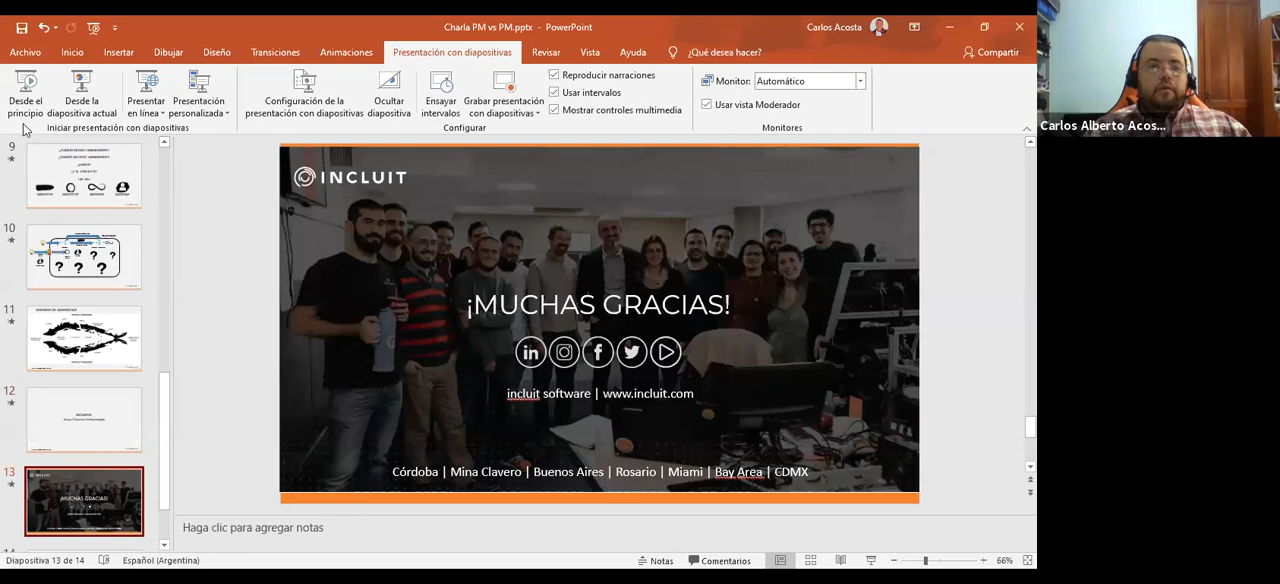 Charla PM vs PM.pptx - PowerPoint
Carlos Acosta
Archivo Inicio Insertar Dibujar Diseño Transiciones Animaciones Presentación con diapositivas Revisar Vista Ayuda ¿Qué desea hacer? Compartir
Desde el principio
Desde la diapositiva actual
Presentar en línea
Presentación personalizada
Iniciar presentación con diapositivas
Configuración de la presentación con diapositivas
Ocultar diapositiva
Ensayar intervalos
Grabar presentación con diapositivas
Reproducir narraciones
Usar intervalos
Mostrar controles multimedia
Configurar
Monitor: Automático
Usar vista Moderador
Monitores
Carlos Alberto Acos...
9
10
11
12
13
¡MUCHAS GRACIAS!
INCLUIT
¡MUCHAS GRACIAS!
in
incluit software | www.incluit.com
Córdoba | Mina Clavero | Buenos Aires | Rosario | Miami | Bay Area | CDMX
Haga clic para agregar notas
Diapositiva 13 de 14 Español (Argentina) Notas Comentarios 66%